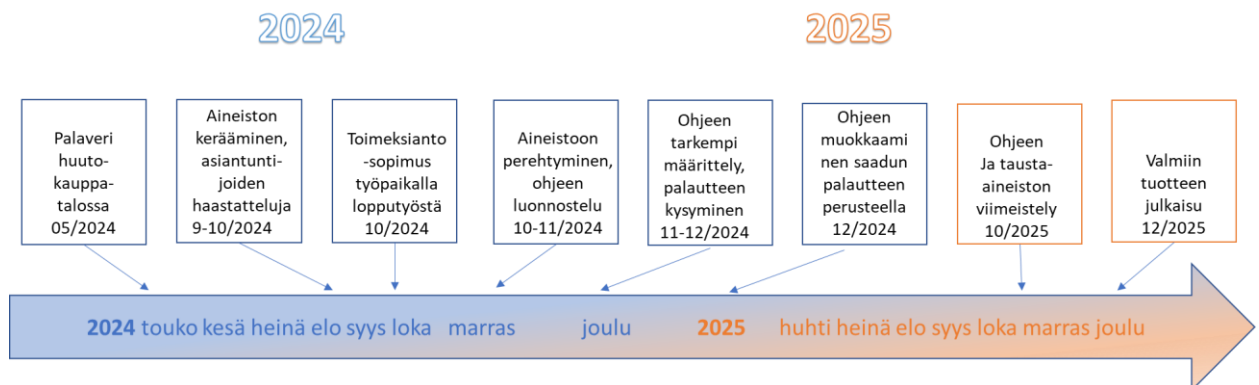 2024
2025
Palaveri
huuto-
kauppa-
talossa
05/2024
Aineiston
kerääminen,
asiantunti-
joiden
haastatteluja
9-10/2024
Toimeksianto
-sopimus
työpaikalla
lopputyöstä
10/2024
Aineistoon
perehtyminen,
ohjeen
luonnostelu
10-11/2024
Ohjeen
tarkempi
määrittely,
palautteen
kysyminen
11-12/2024
Ohjeen
muokkaami
nen saadun
palautteen
perusteella
12/2024
Ohjeen
Ja tausta-
aineiston
viimeistely
10/2025
Valmiin
tuotteen
julkaisu
12/2025
2024 touko kesä heinä elo syys loka marras joulu 2025 huhti heinä elo syys loka marras joulu